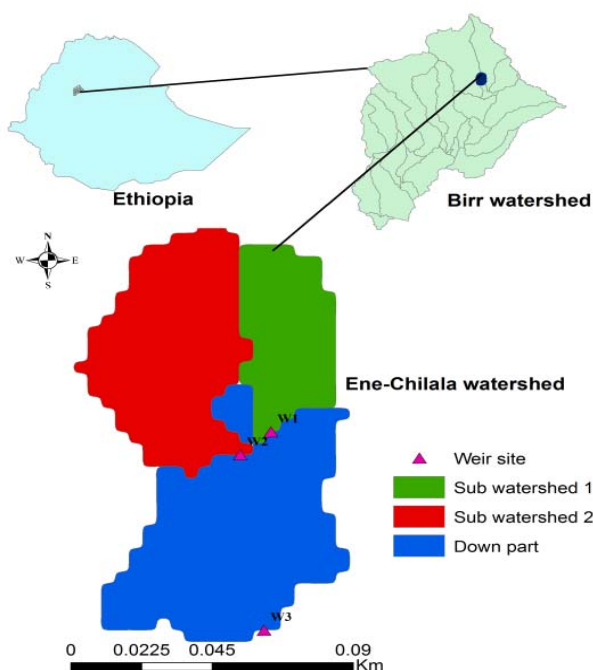 Ethiopia
Birr watershed
N
W E
S
Ene-Chilala watershed
W1
W2
Weir site
Sub watershed 1
Sub watershed 2
Down part
W3
0 0.0225 0.045 0.09
Km